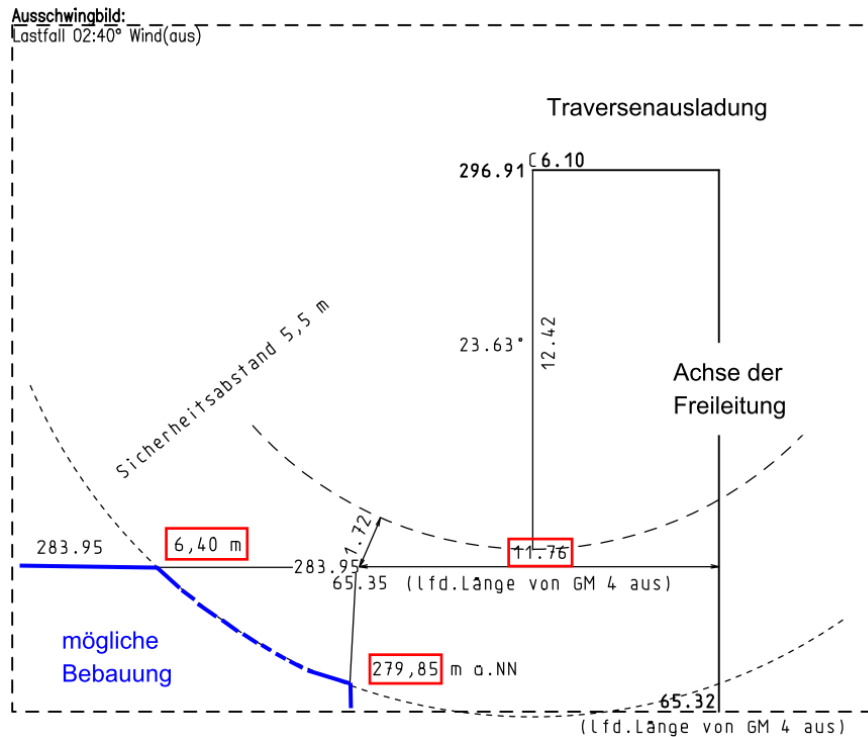 Ausschwingbild:
Lastfall 02:40° Wind(aus)
Traversenausladung
296.91
6.10
12.42
23.63°
Sicherheitsabstand 5,5 m
Achse der
Freileitung
1.72
283.95
6,40 m
283.95
11.76
65.35 (lfd.Länge von GM 4 aus)
mögliche
Bebauung
279,85 m a.NN
65.32
(lfd.Länge von GM 4 aus)